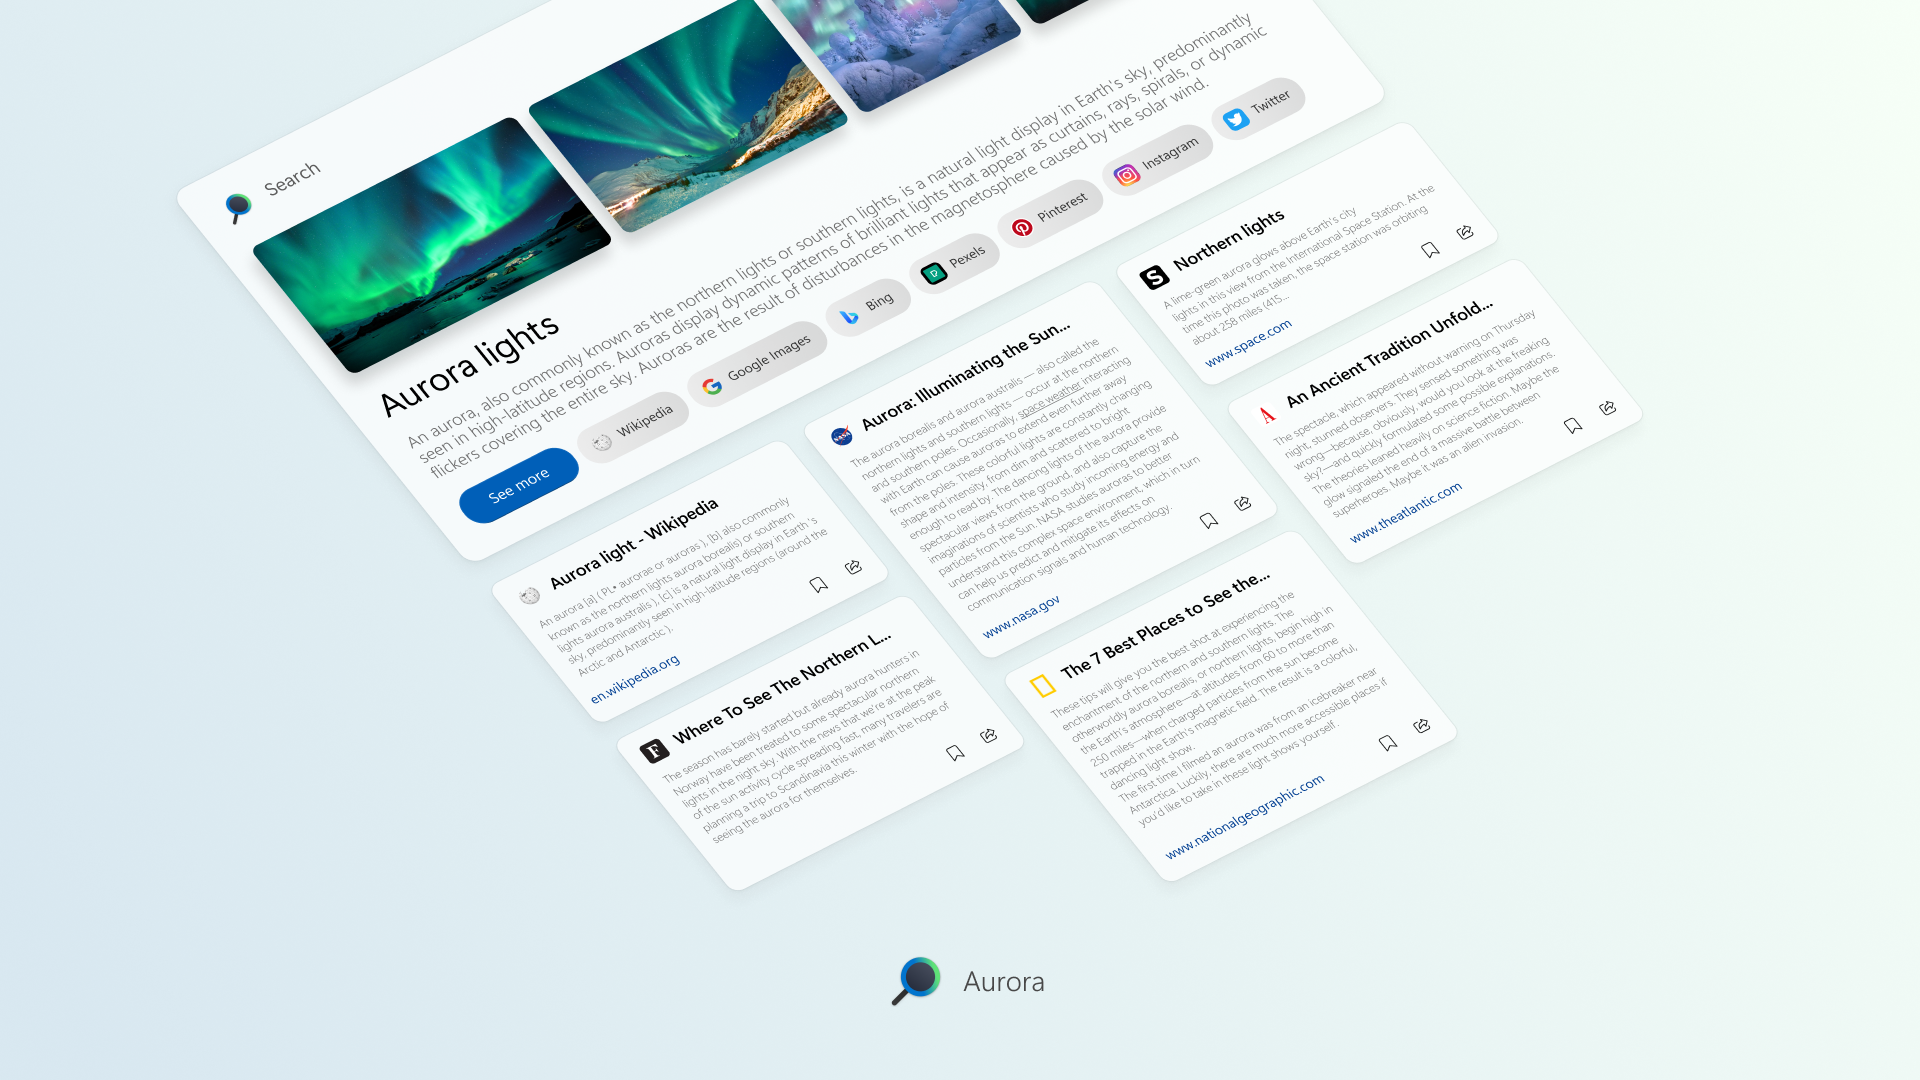 Search
Aurora lights
An aurora, also commonly known as the northern lights or southern lights, is a natural light display in Earth's sky, predominantly
seen in high-latitude regions. Auroras display dynamic patterns of brilliant lights that appear as curtains, rays, spirals, or dynamic
flickers covering the entire sky. Auroras are the result of disturbances in the magnetosphere caused by the solar wind.
See more
Wikipedia
Google Images
Bing
Pexels
Pinterest
Instagram
Twitter
Aurora light - Wikipedia
An aurora [a] ( PL• aurorae or auroras ), [b] also commonly
known as the northern lights aurora borealis) or southern
lights aurora australis ), [c] is a natural light display in Earth 's
sky, predominantly seen in high-latitude regions (around the
Arctic and Antarctic ).
en.wikipedia.org
F
Where To See The Northern L...
The season has barely started but already aurora hunters in
Norway have been treated to some spectacular northern
lights in the night sky. With the news that we're at the peak
of the sun activity cycle spreading fast, many travelers are
planning a trip to Scandinavia this winter with the hope of
seeing the aurora for themselves.
NASA
Aurora: Illuminating the Sun...
The aurora borealis and aurora australis — also called the
northern lights and southern lights — occur at the northern
and southern poles. Occasionally, space weather interacting
with Earth can cause auroras to extend even further away
from the poles. These colorful lights are constantly changing
shape and intensity, from dim and scattered to bright
enough to read by. The dancing lights of the aurora provide
spectacular views from the ground, and also capture the
imaginations of scientists who study incoming energy and
particles from the Sun. NASA studies auroras to better
understand this complex space environment, which in turn
can help us predict and mitigate its effects on
communication signals and human technology.
www.nasa.gov
The 7 Best Places to See the...
These tips will give you the best shot at experiencing the
enchantment of the northern and southern lights. The
otherworldly aurora borealis, or northern lights, begin high in
the Earth's atmosphere—at altitudes from 60 to more than
250 miles—when charged particles from the sun become
trapped in the Earth's magnetic field. The result is a colorful,
dancing light show.
The first time I filmed an aurora was from an icebreaker near
Antarctica. Luckily, there are much more accessible places if
you'd like to take in these light shows yourself.
www.nationalgeographic.com
S
Northern lights
A lime-green aurora glows above Earth's city
lights in this view from the International Space Station. At the
time this photo was taken, the space station was orbiting
about 258 miles (415...
www.space.com
A
An Ancient Tradition Unfold...
The spectacle, which appeared without warning on Thursday
night, stunned observers. They sensed something was
wrong—because, obviously, would you look at the freaking
sky?—and quickly formulated some possible explanations.
The theories leaned heavily on science fiction. Maybe the
glow signaled the end of a massive battle between
superheroes. Maybe it was an alien invasion.
www.theatlantic.com
Aurora